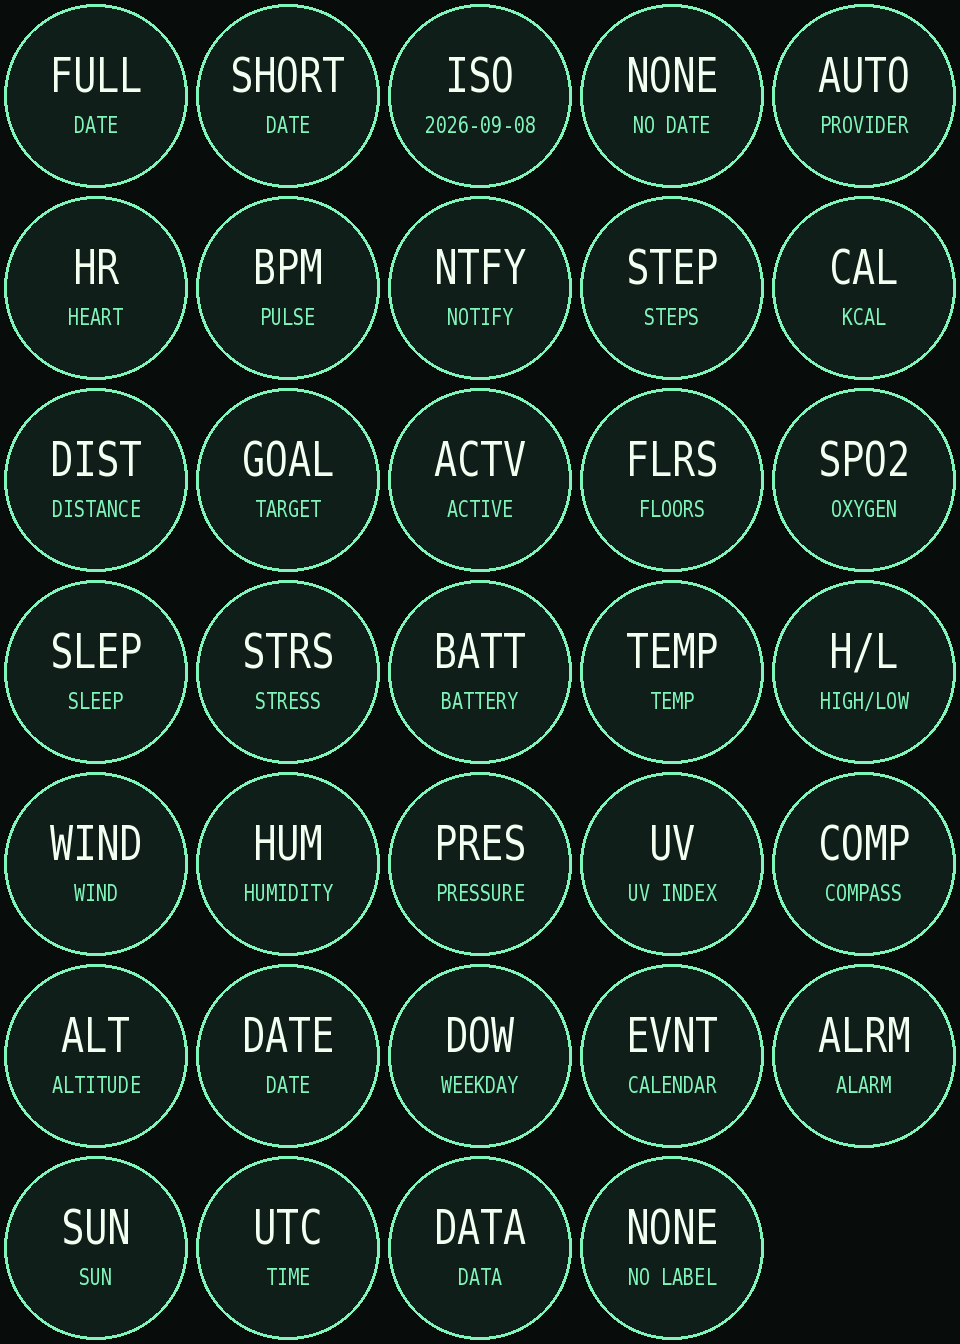 FULL
DATE
SHORT
DATE
ISO
2026-09-08
NONE
NO DATE
AUTO
PROVIDER
HR
HEART
BPM
PULSE
NTFY
NOTIFY
STEP
STEPS
CAL
KCAL
DIST
DISTANCE
GOAL
TARGET
ACTV
ACTIVE
FLRS
FLOORS
SPO2
OXYGEN
SLEP
SLEEP
STRS
STRESS
BATT
BATTERY
TEMP
TEMP
H/L
HIGH/LOW
WIND
WIND
HUM
HUMIDITY
PRES
PRESSURE
UV
UV INDEX
COMP
COMPASS
ALT
ALTITUDE
DATE
DATE
DOW
WEEKDAY
EVNT
CALENDAR
ALRM
ALARM
SUN
SUN
UTC
TIME
DATA
DATA
NONE
NO LABEL